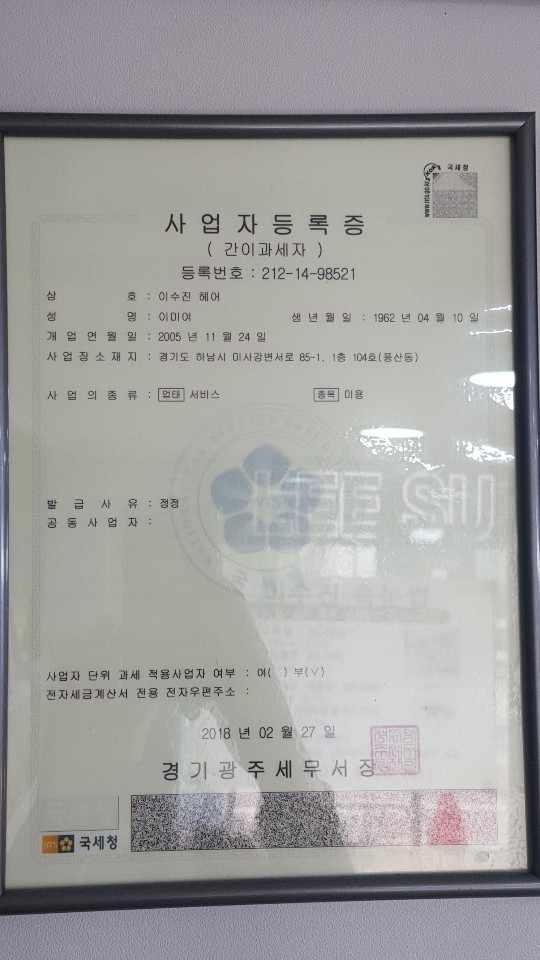 국세청
사업자등록증
( 간이과세자 )
등록번호 : 212-14-98521
상 호 : 이수진 헤어
성 명 : 이미여 생 년 월 일 : 1962 년 04 월 10 일
개 업 연 월 일 : 2005 년 11 월 24 일
사 업 장 소 재 지 : 경기도 하남시 미사강변서로 85-1, 1층 104호(풍산동)
사 업 의 종 류 : 업태 서비스 종목 미용
LEE SU
발 급 사 유 : 정정
공 동 사 업 자 :
사업자 단위 과세 적용사업자 여부 : 여( ) 부(√)
전자세금계산서 전용 전자우편주소 :
2018 년 02 월 27 일
경기광주세무서장
NTS 국세청